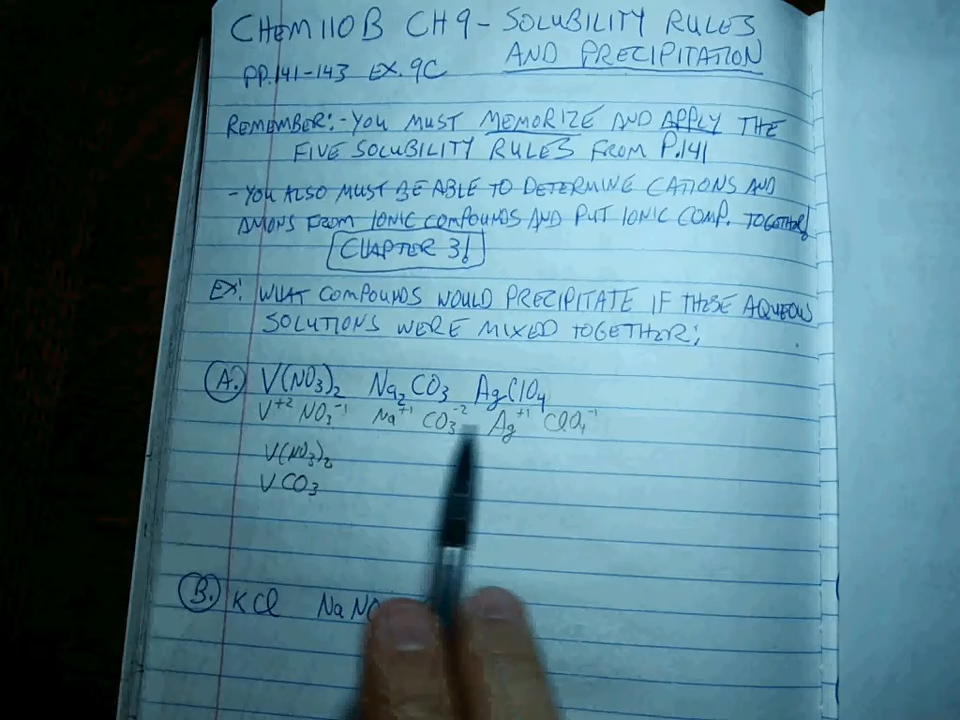 CHEM 110B CH 9 - SOLUBILITY RULES
AND PRECIPITATION
PP.141-143 EX. 9C
REMEMBER: - YOU MUST MEMORIZE AND APPLY THE
FIVE SOLUBILITY RULES FROM P.141
- YOU ALSO MUST BE ABLE TO DETERMINE CATIONS AND
ANIONS FROM IONIC COMPOUNDS AND PUT IONIC COMP. TOGETHER!
CHAPTER 3!
EX: WHAT COMPOUNDS WOULD PRECIPITATE IF THESE AQUEOUS
SOLUTIONS WERE MIXED TOGETHER:
A. V(NO3)2 Na2CO3 AgClO4
V+2 NO3-1 Na+1 CO3-2 Ag+1 ClO4-1
V(NO3)2
VCO3
B. KCl NaNO